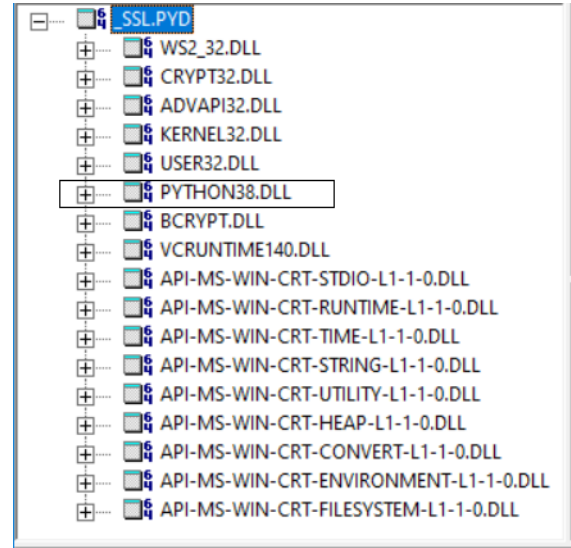 _SSL.PYD
WS2_32.DLL
CRYPT32.DLL
ADVAPI32.DLL
KERNEL32.DLL
USER32.DLL
PYTHON38.DLL
BCRYPT.DLL
VCRUNTIME140.DLL
API-MS-WIN-CRT-STDIO-L1-1-0.DLL
API-MS-WIN-CRT-RUNTIME-L1-1-0.DLL
API-MS-WIN-CRT-TIME-L1-1-0.DLL
API-MS-WIN-CRT-STRING-L1-1-0.DLL
API-MS-WIN-CRT-UTILITY-L1-1-0.DLL
API-MS-WIN-CRT-HEAP-L1-1-0.DLL
API-MS-WIN-CRT-CONVERT-L1-1-0.DLL
API-MS-WIN-CRT-ENVIRONMENT-L1-1-0.DLL
API-MS-WIN-CRT-FILESYSTEM-L1-1-0.DLL